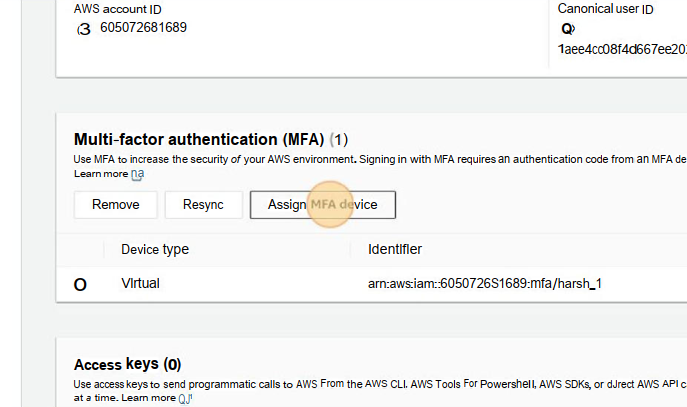 AWS account ID
605072681689
Canonical user ID
1aee4cc08f4d667ee20
Multi-factor authentication (MFA) (1)
Use MFA to increase the security of your AWS environment. Signing in with MFA requires an authentication code from an MFA de
Learn more
Remove
Resync
Assign MFA device
Device type
Identifier
Virtual
arn:aws:iam::6050726S1689:mfa/harsh_1
Access keys (0)
Use access keys to send programmatic calls to AWS From the AWS CLI. AWS Tools For Powershell, AWS SDKs, or dJrect AWS API c
at a time. Learn more